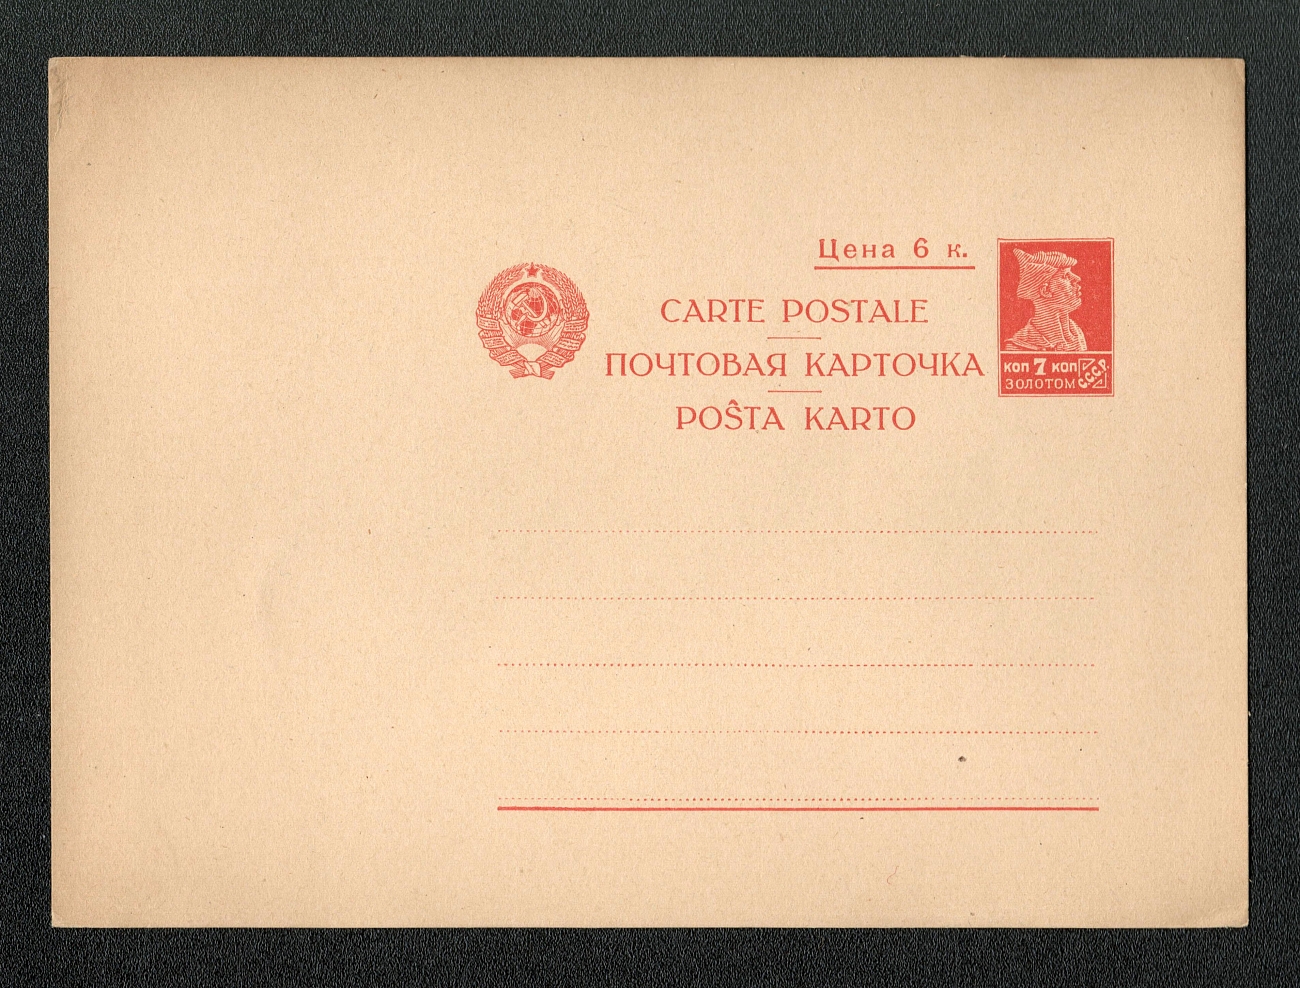 Цена 6 к.
CARTE POSTALE
ПОЧТОВАЯ КАРТОЧКА
POŜTA KARTO
КОП 7 КОП
ЗОЛОТОМ
С.С.С.Р.